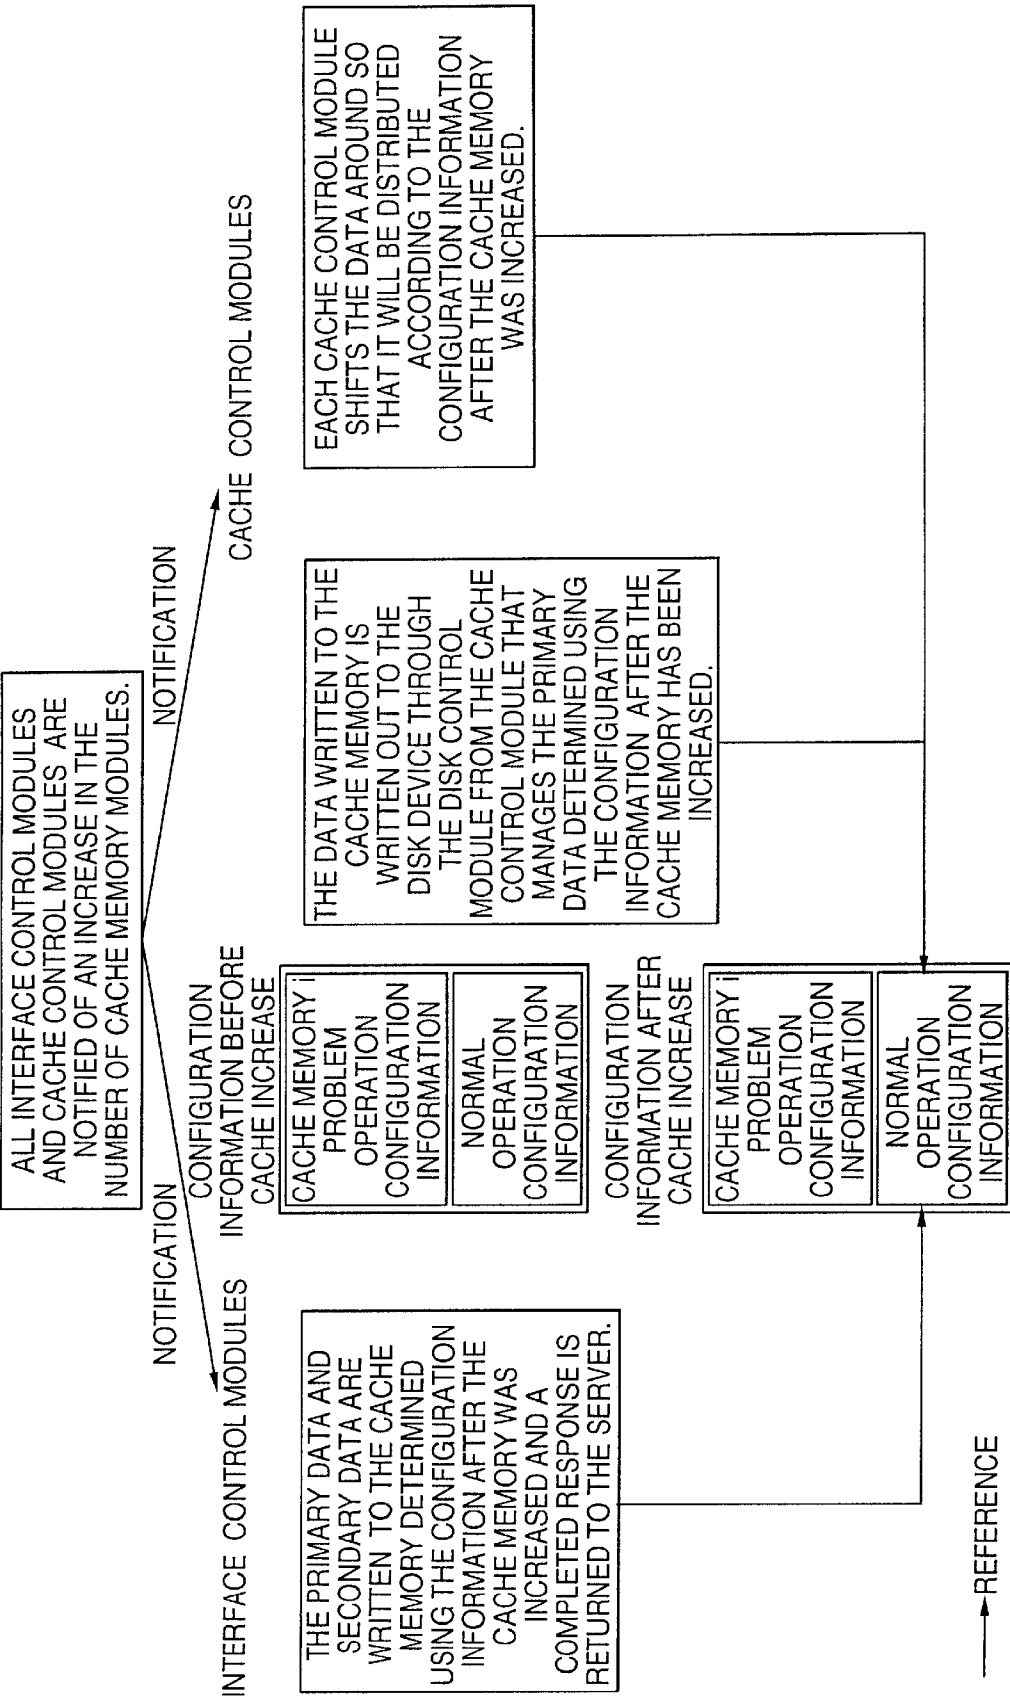 ALL INTERFACE CONTROL MODULES
AND CACHE CONTROL MODULES ARE
NOTIFIED OF AN INCREASE IN THE
NUMBER OF CACHE MEMORY MODULES.
NOTIFICATION
NOTIFICATION
INTERFACE CONTROL MODULES
CONFIGURATION
INFORMATION BEFORE
CACHE INCREASE
CACHE CONTROL MODULES
THE PRIMARY DATA AND
SECONDARY DATA ARE
WRITTEN TO THE CACHE
MEMORY DETERMINED
USING THE CONFIGURATION
INFORMATION AFTER THE
CACHE MEMORY WAS
INCREASED AND A
COMPLETED RESPONSE IS
RETURNED TO THE SERVER.
CACHE MEMORY i
PROBLEM
OPERATION
CONFIGURATION
INFORMATION
NORMAL
OPERATION
CONFIGURATION
INFORMATION
CONFIGURATION
INFORMATION AFTER
CACHE INCREASE
CACHE MEMORY i
PROBLEM
OPERATION
CONFIGURATION
INFORMATION
NORMAL
OPERATION
CONFIGURATION
INFORMATION
THE DATA WRITTEN TO THE
CACHE MEMORY IS
WRITTEN OUT TO THE
DISK DEVICE THROUGH
THE DISK CONTROL
MODULE FROM THE CACHE
CONTROL MODULE THAT
MANAGES THE PRIMARY
DATA DETERMINED USING
THE CONFIGURATION
INFORMATION AFTER THE
CACHE MEMORY HAS BEEN
INCREASED.
EACH CACHE CONTROL MODULE
SHIFTS THE DATA AROUND SO
THAT IT WILL BE DISTRIBUTED
ACCORDING TO THE
CONFIGURATION INFORMATION
AFTER THE CACHE MEMORY
WAS INCREASED.
REFERENCE